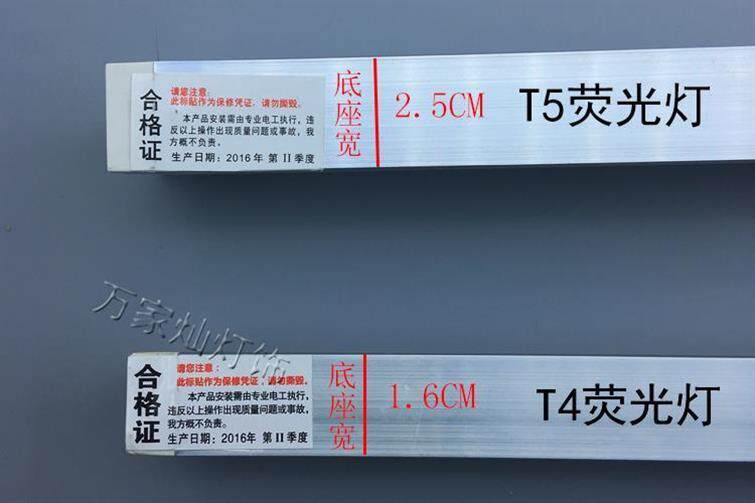 合格证
请您注意:
此标贴作为保修凭证, 请勿撕毁。
本产品安装需由专业电工执行, 违
反以上操作出现质量问题或事故, 我
方概不负责。
生产日期: 2016年 第II季度
底座宽
2.5CM
T5荧光灯
万家灿灯饰
合格证
请您注意:
此标贴作为保修凭证, 请勿撕毁。
本产品安装需由专业电工执行,
违反以上操作出现质量问题或事故,
我方概不负责。
生产日期: 2016年 第II季度
底座宽
1.6CM
T4荧光灯